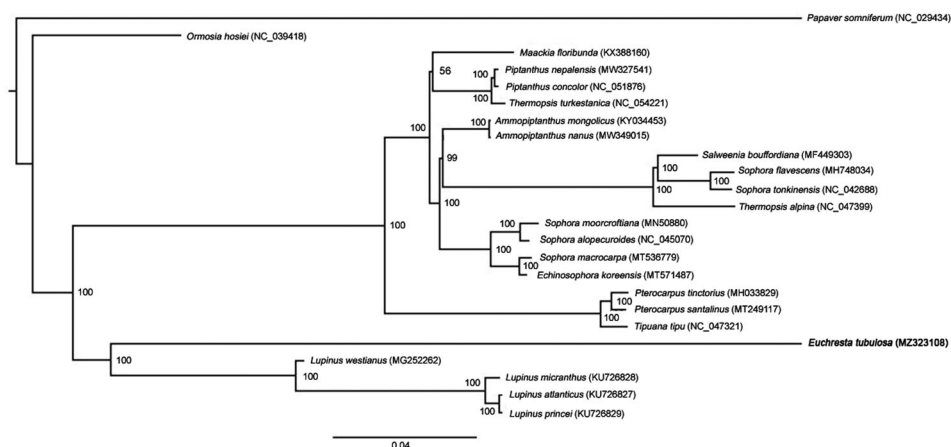 Papaver somniferum (NC_029434)
Ormosia hosiei (NC_039418)
Maackia floribunda (KX388160)
56
Piptanthus nepalensis (MW327541)
100
Piptanthus concolor (NC_051876)
100
Thermopsis turkestanica (NC_054221)
100
Ammopiptanthus mongolicus (KY034453)
100
Ammopiptanthus nanus (MW349015)
99
Salweenia bouffordiana (MF449303)
100
Sophora flavescens (MH748034)
100
Sophora tonkinensis (NC_042688)
100
Thermopsis alpina (NC_047399)
100
Sophora moorcroftiana (MN50880)
100
100
Sophora alopecuroides (NC_045070)
100
Sophora macrocarpa (MT536779)
100
Echinosophora koreensis (MT571487)
100
Pterocarpus tinctorius (MH033829)
100
Pterocarpus santalinus (MT249117)
100
Tipuana tipu (NC_047321)
Euchresta tubulosa (MZ323108)
100
Lupinus westianus (MG252262)
100
Lupinus micranthus (KU726828)
100
Lupinus atlanticus (KU726827)
100
Lupinus princei (KU726829)
0.04